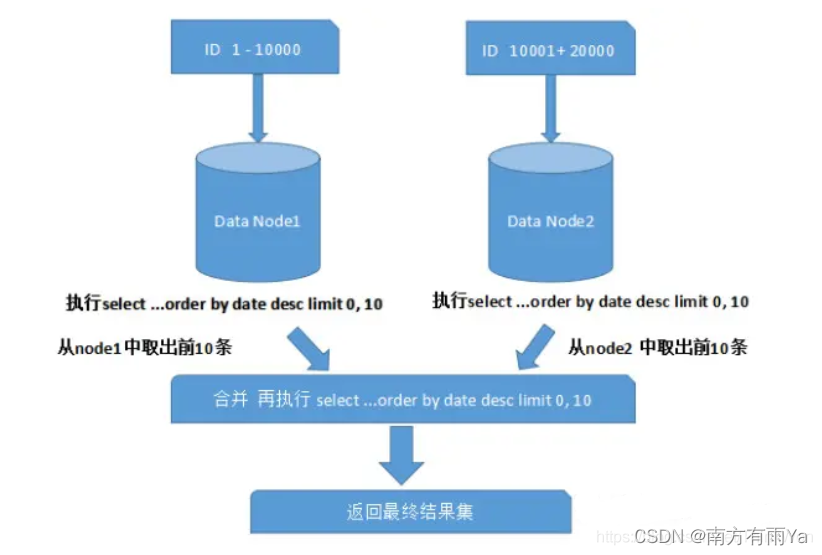 ID 1 - 10000
ID 10001+ 20000
Data Node1
Data Node2
执行select ...order by date desc limit 0, 10
执行select ...order by date desc limit 0, 10
从node1中取出前10条
从node2 中取出前10条
合并 再执行 select ...order by date desc limit 0, 10
返回最终结果集
CSDN @南方有雨Ya